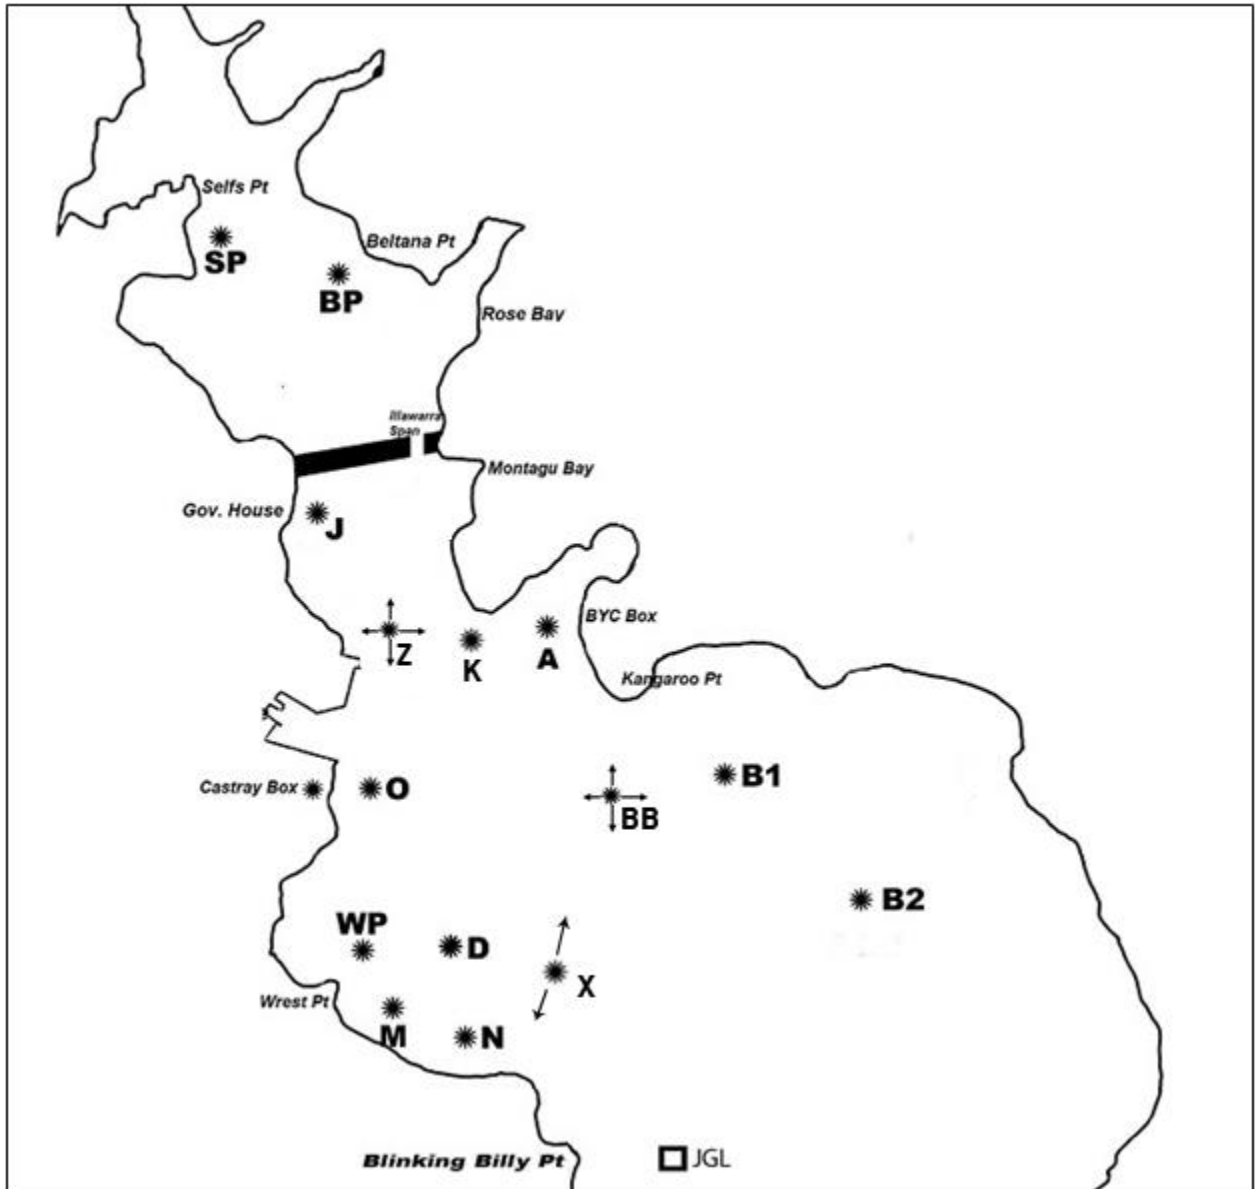 Selfs Pt
SP
Beltana Pt
BP
Rose Bay
Illawarra
Span
Montagu Bay
Gov. House
J
BYC Box
Z
K
A
Kangaroo Pt
Castray Box
O
B1
BB
B2
WP
D
X
Wrest Pt
M
N
Blinking Billy Pt
JGL